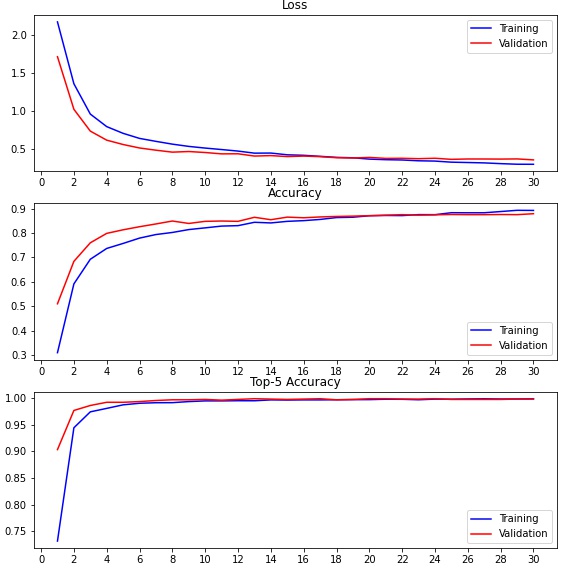 Loss
2.0
1.5
1.0
0.5
Training
Validation
0 2 4 6 8 10 12 14 16 18 20 22 24 26 28 30
Accuracy
0.9
0.8
0.7
0.6
0.5
0.4
0.3
Training
Validation
0 2 4 6 8 10 12 14 16 18 20 22 24 26 28 30
Top-5 Accuracy
1.00
0.95
0.90
0.85
0.80
0.75
Training
Validation
0 2 4 6 8 10 12 14 16 18 20 22 24 26 28 30